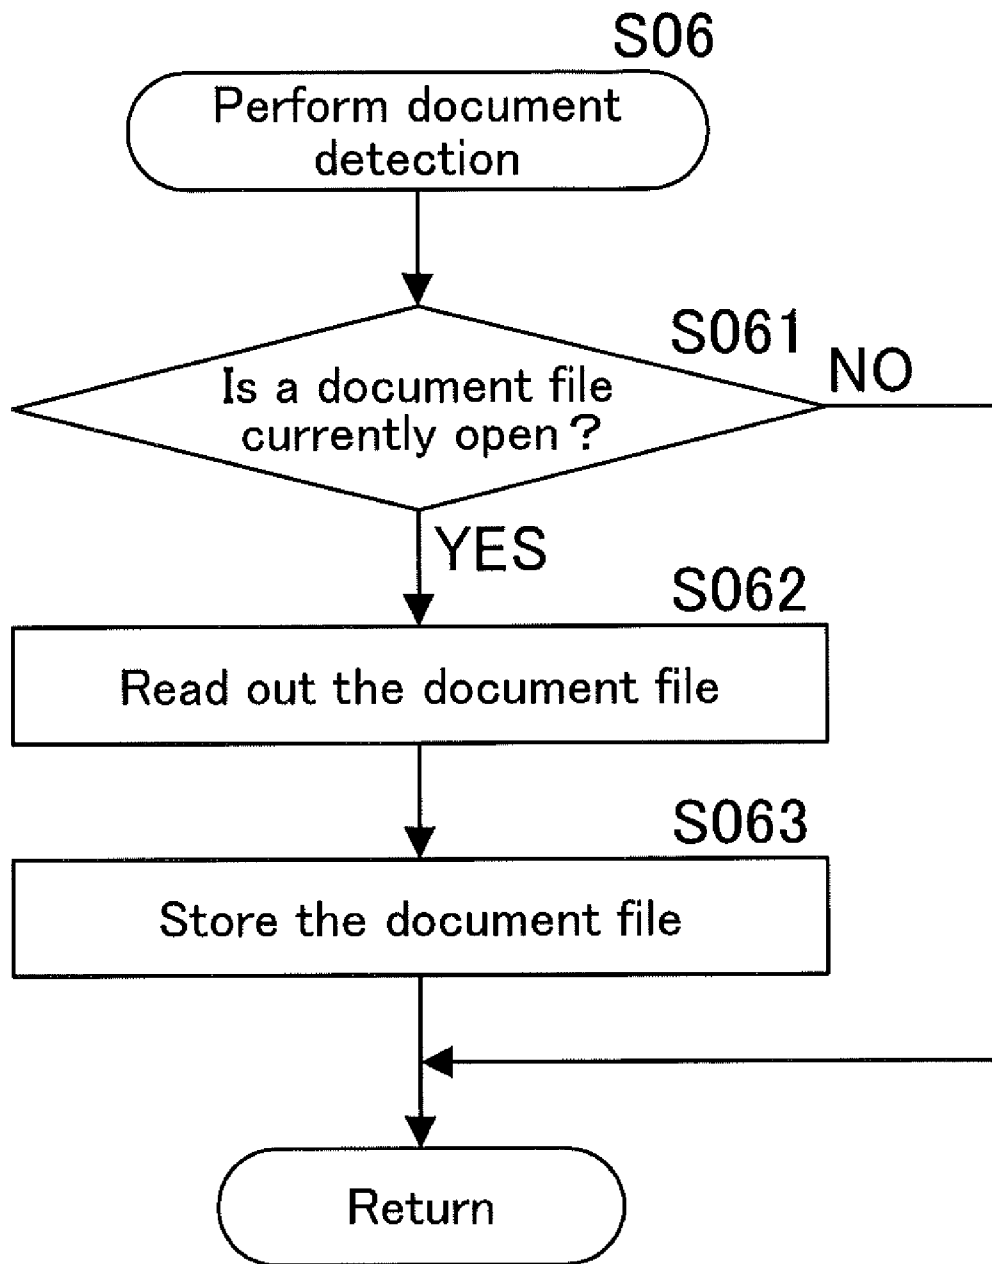 S06
Perform document
detection
S061
NO
Is a document file
currently open ?
YES
S062
Read out the document file
S063
Store the document file
Return